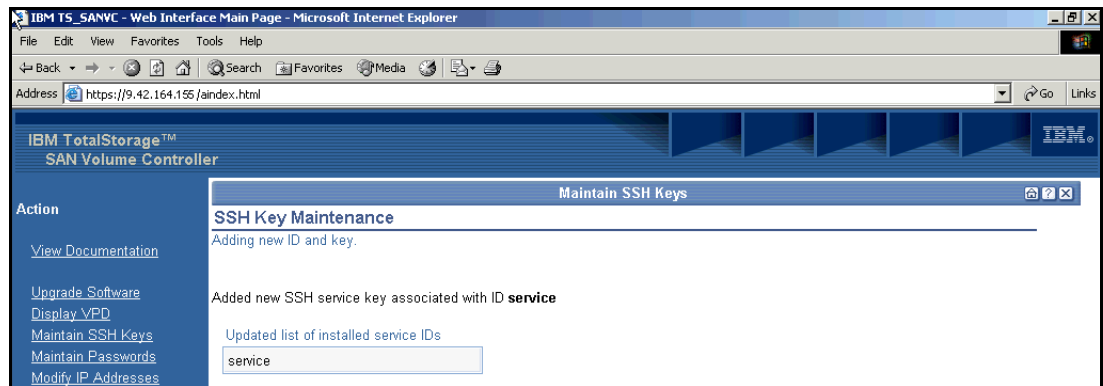 IBM TS_SANVC - Web Interface Main Page - Microsoft Internet Explorer
File Edit View Favorites Tools Help
Back Search Favorites Media
Address https://9.42.164.155/aindex.html Go Links
IBM TotalStorage™
SAN Volume Controller
IBM®
Maintain SSH Keys
Action
SSH Key Maintenance
Adding new ID and key.
View Documentation
Upgrade Software
Added new SSH service key associated with ID service
Display VPD
Maintain SSH Keys
Updated list of installed service IDs
Maintain Passwords
service
Modify IP Addresses